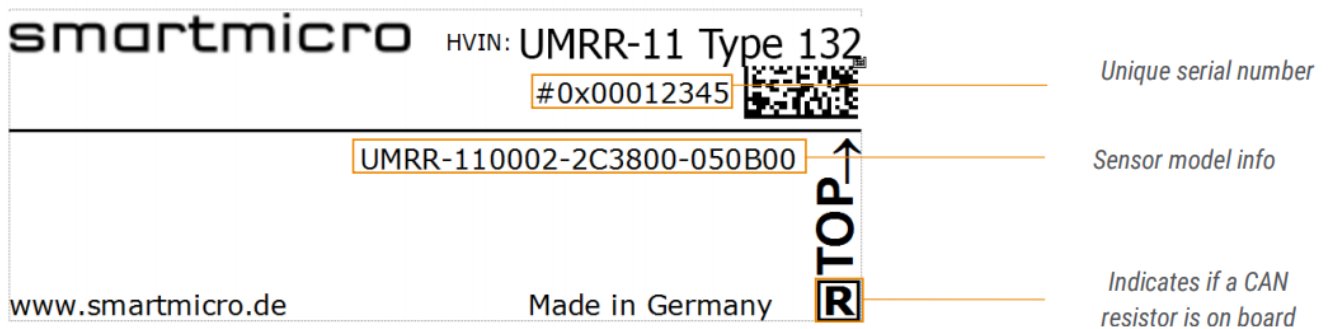 smartmicro HVIN: UMRR-11 Type 132
#0x00012345
Unique serial number
UMRR-110002-2C3800-050B00
Sensor model info
TOP
R
www.smartmicro.de Made in Germany
Indicates if a CAN
resistor is on board